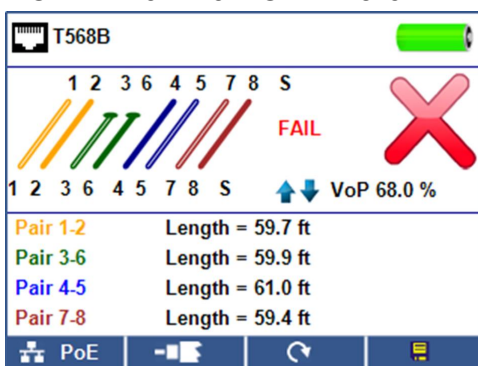 T568B
1 2 3 6 4 5 7 8 S
FAIL
1 2 3 6 4 5 7 8 S VoP 68.0 %
Pair 1-2 Length = 59.7 ft
Pair 3-6 Length = 59.9 ft
Pair 4-5 Length = 61.0 ft
Pair 7-8 Length = 59.4 ft
PoE